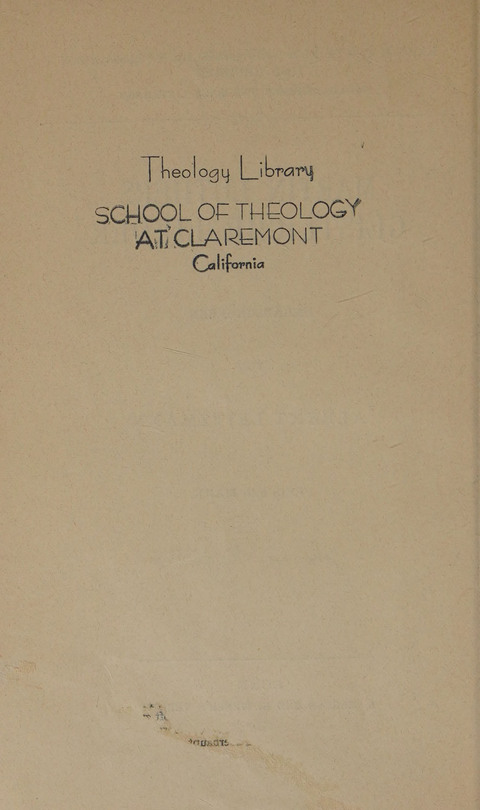 Theology Library
SCHOOL OF THEOLOGY
AT CLAREMONT
California